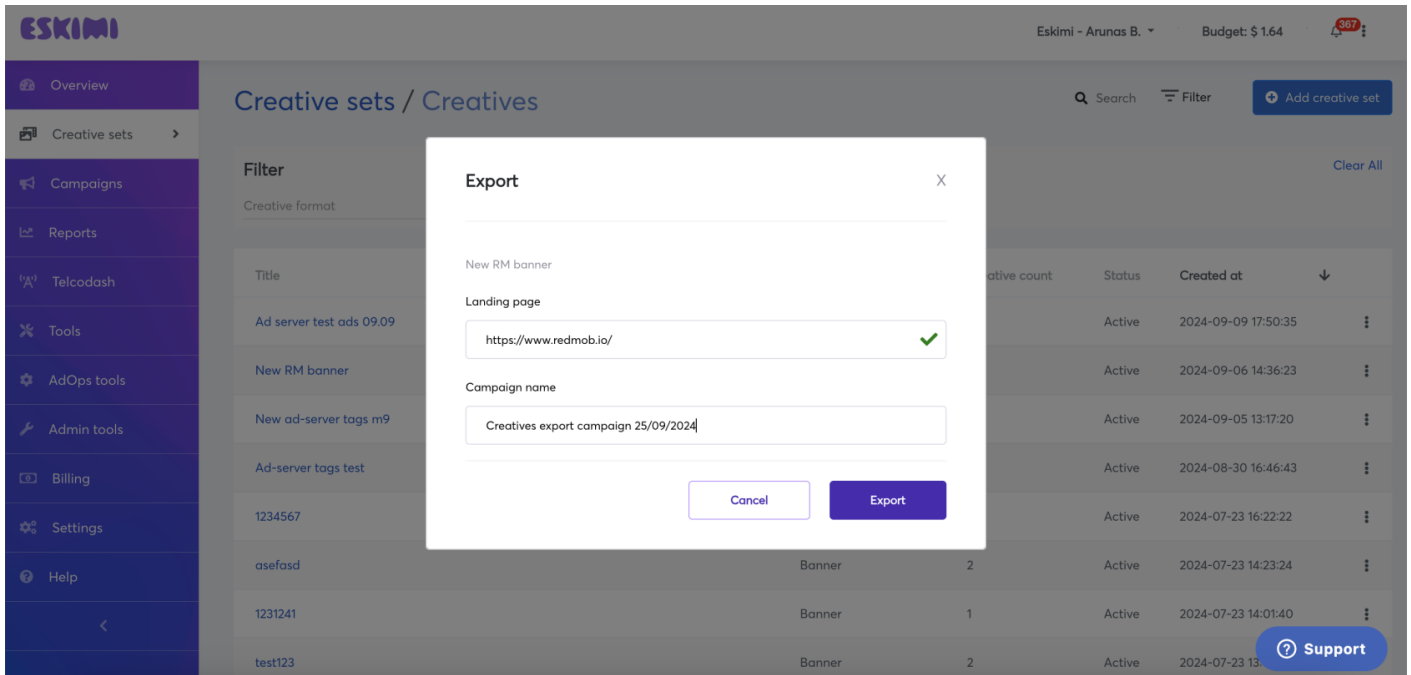 ESKIMI
Eskimi - Arunas B.
Budget: $ 1.64
367
Overview
Creative sets
Campaigns
Reports
Telcodash
Tools
AdOps tools
Admin tools
Billing
Settings
Help
Creative sets / Creatives
Search
Filter
Add creative set
Filter
Clear All
Creative format
Title
ative count
Status
Created at
Ad server test ads 09.09
Active
2024-09-09 17:50:35
New RM banner
Active
2024-09-06 14:36:23
New ad-server tags m9
Active
2024-09-05 13:17:20
Ad-server tags test
Active
2024-08-30 16:46:43
1234567
Active
2024-07-23 16:22:22
asefasd
Banner
2
Active
2024-07-23 14:23:24
1231241
Banner
1
Active
2024-07-23 14:01:40
test123
Banner
2
Active
2024-07-23 13:
Export
X
New RM banner
Landing page
https://www.redmob.io/
Campaign name
Creatives export campaign 25/09/2024
Cancel
Export
Support